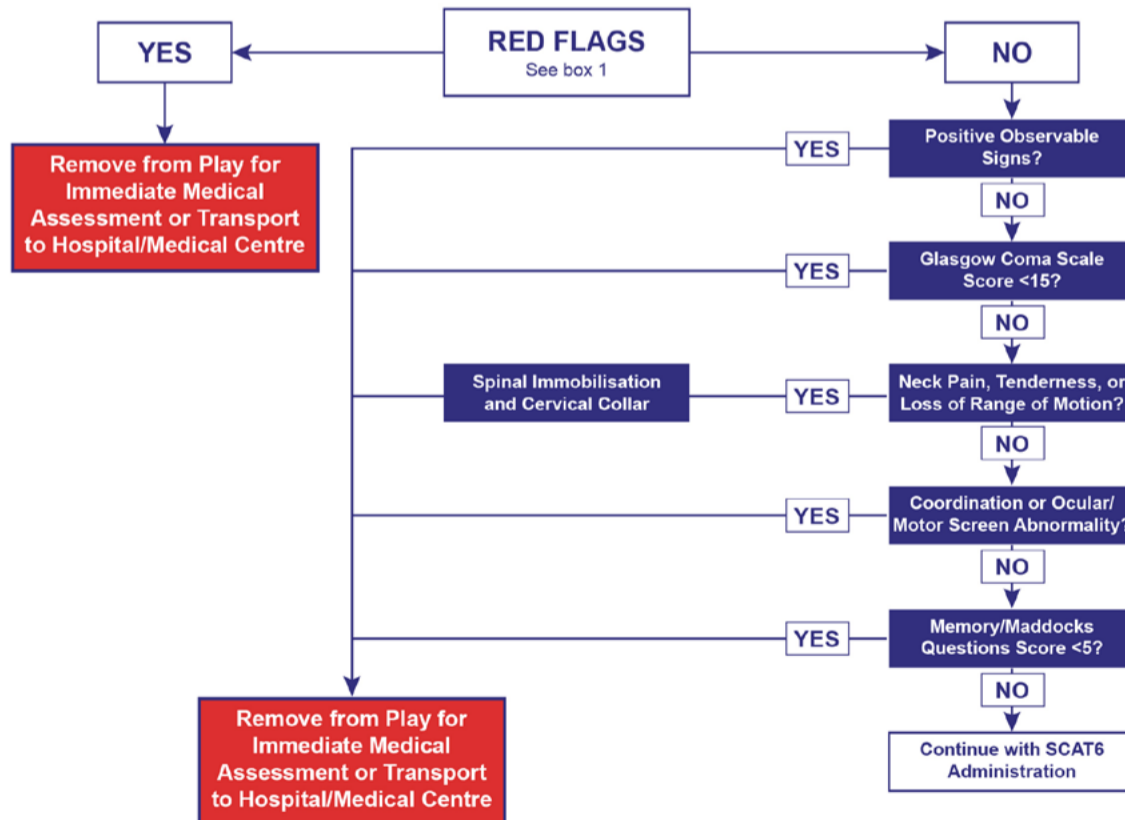 YES
RED FLAGS
See box 1
NO
Remove from Play for
Immediate Medical
Assessment or Transport
to Hospital/Medical Centre
YES
Positive Observable
Signs?
NO
YES
Glasgow Coma Scale
Score <15?
NO
Spinal Immobilisation
and Cervical Collar
YES
Neck Pain, Tenderness, or
Loss of Range of Motion?
NO
YES
Coordination or Ocular/
Motor Screen Abnormality?
NO
YES
Memory/Maddocks
Questions Score <5?
NO
Remove from Play for
Immediate Medical
Assessment or Transport
to Hospital/Medical Centre
Continue with SCAT6
Administration